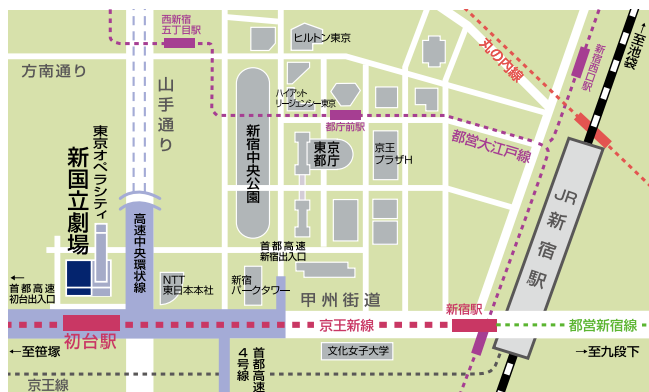 西新宿
五丁目駅
ヒルトン東京
丸の内線
新宿西口駅
→至池袋
方南通り
山手通り
ハイアット
リージェンシー東京
都庁前駅
都営大江戸線
新宿中央公園
東京
都庁
京王
プラザH
東京オペラシティ
新国立劇場
JR新宿駅
高速中央環状線
首都高速
新宿出入口
←
首都高速
初台出入口
NTT
東日本本社
新宿
パークタワー
甲州街道
新宿駅
初台駅
京王新線
都営新宿線
←至笹塚
首都高速
4号線
文化女子大学
→至九段下
京王線